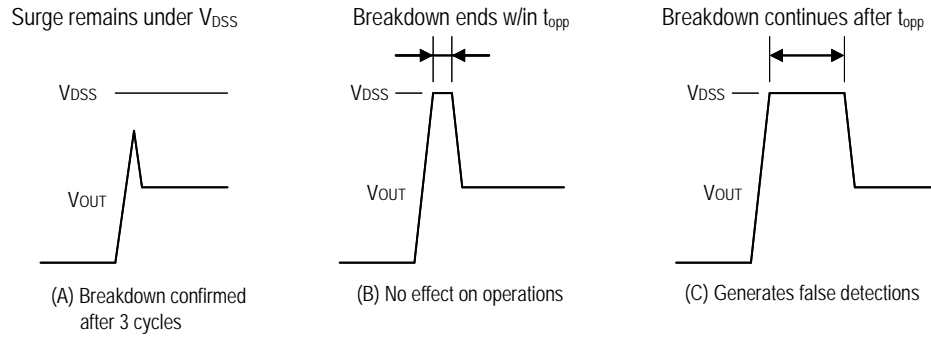 Surge remains under VDSS
Breakdown ends w/in topp
Breakdown continues after topp
VDSS
VOUT
VDSS
VOUT
VDSS
VOUT
(A) Breakdown confirmed
after 3 cycles
(B) No effect on operations
(C) Generates false detections